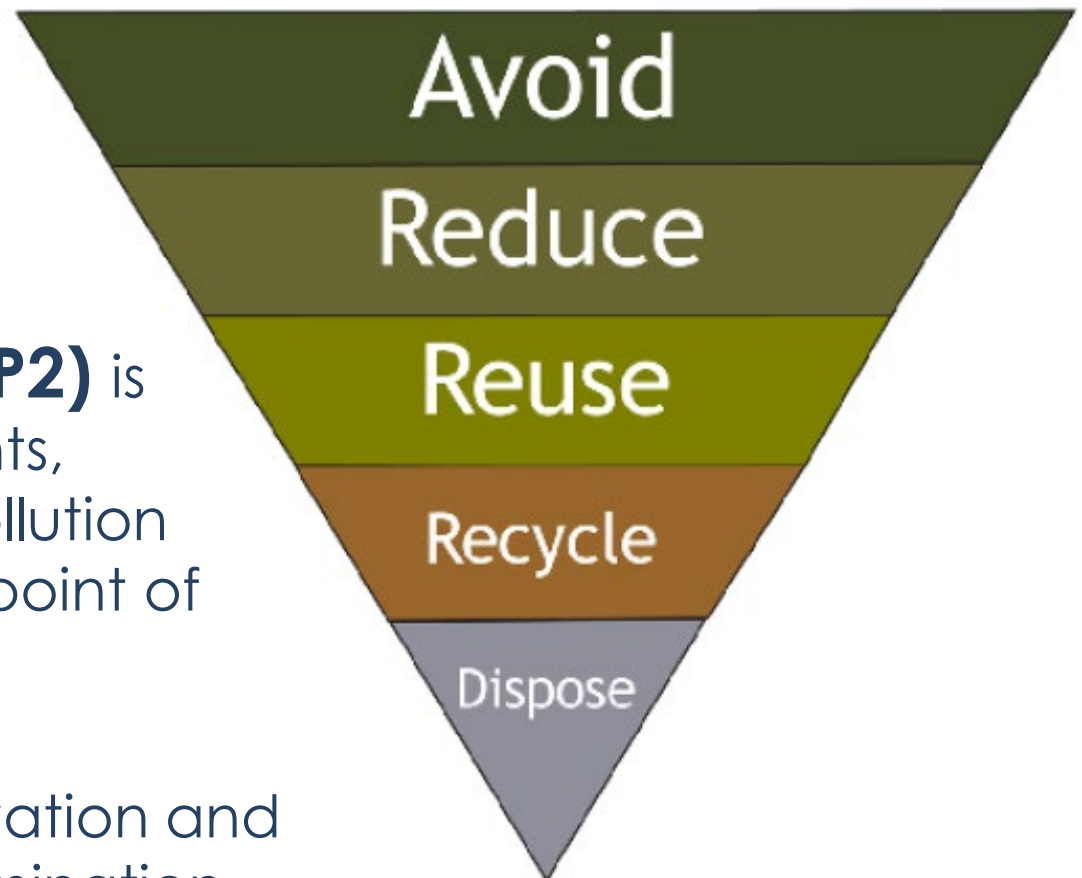 Avoid
Reduce
Reuse
Recycle
Dispose
P2) is
ts,
llution
point of
ation and